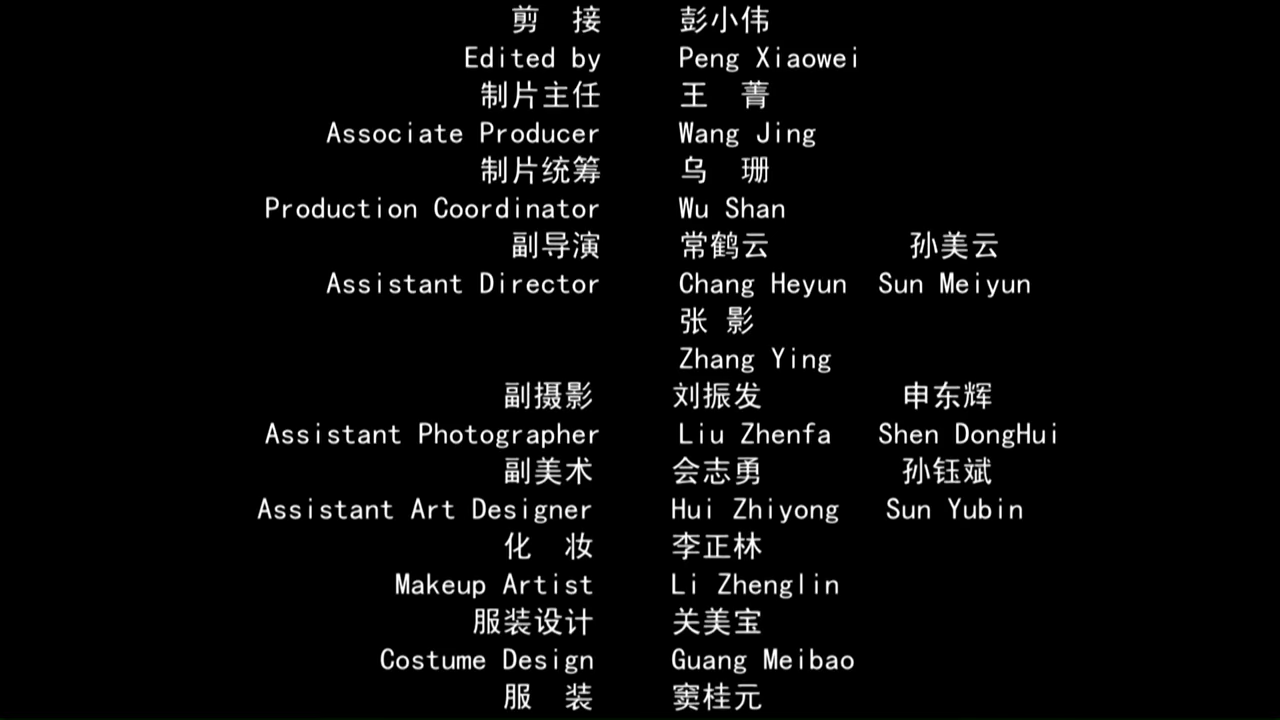 剪 接 彭小伟
Edited by Peng Xiaowei
制片主任 王 菁
Associate Producer Wang Jing
制片统筹 乌 珊
Production Coordinator Wu Shan
副导演 常鹤云 孙美云
Assistant Director Chang Heyun Sun Meiyun
张 影
Zhang Ying
副摄影 刘振发 申东辉
Assistant Photographer Liu Zhenfa Shen DongHui
副美术 会志勇 孙钰斌
Assistant Art Designer Hui Zhiyong Sun Yubin
化 妆 李正林
Makeup Artist Li Zhenglin
服装设计 关美宝
Costume Design Guang Meibao
服 装 窦桂元